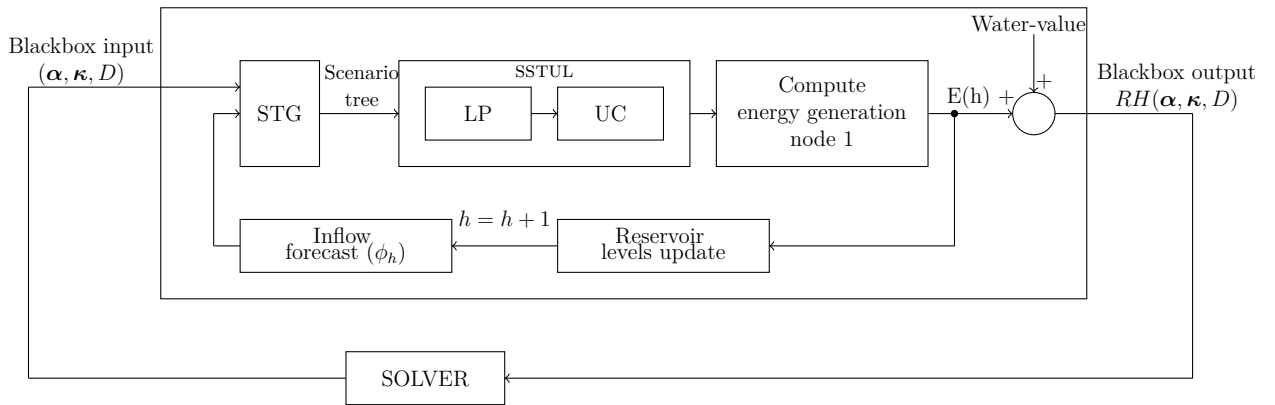 Water-value
Blackbox input
(α, κ, D)
Scenario
tree
STG
SSTUL
LP
UC
Compute
energy generation
node 1
E(h)
+
+
Blackbox output
RH(α, κ, D)
Inflow
forecast (ϕ_h)
h = h + 1
Reservoir
levels update
SOLVER